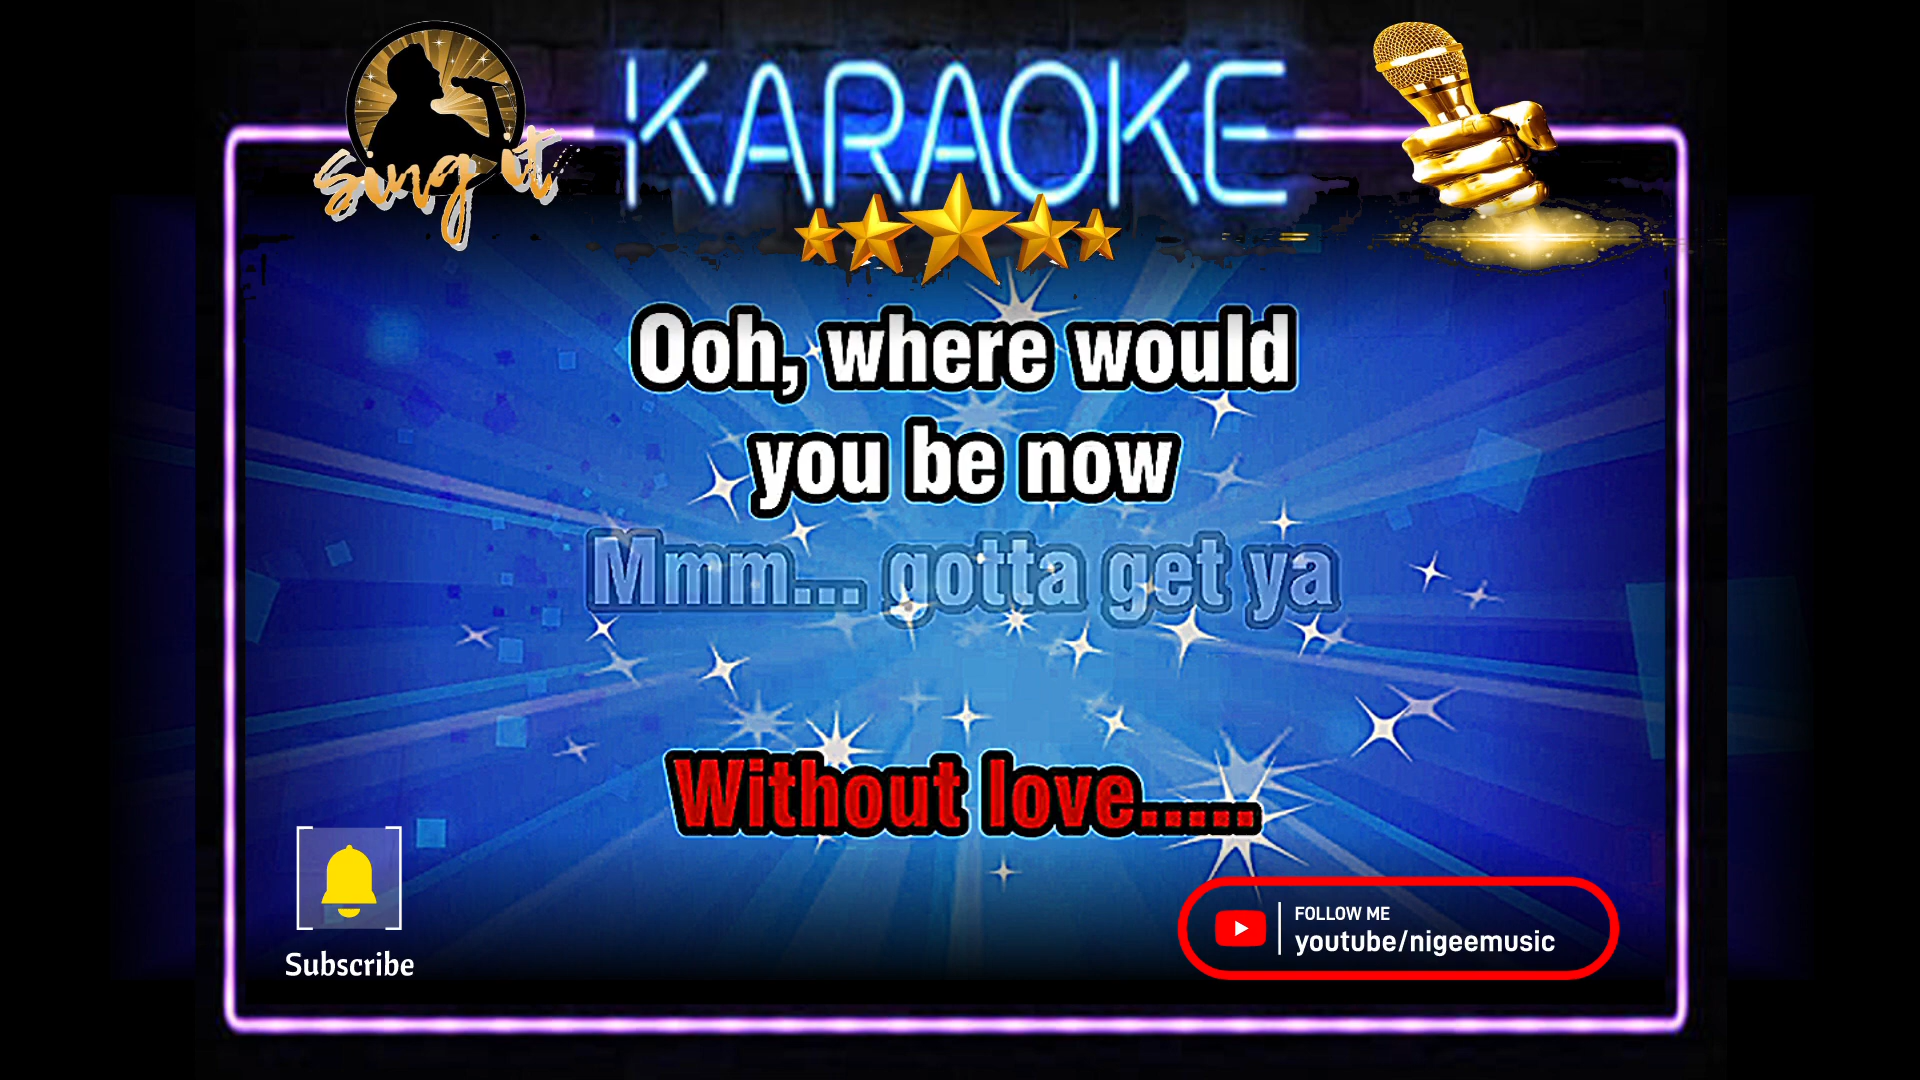 KARAOKE
sing it
Ooh, where would
you be now
Mmm... gotta get ya
Without love.....
Subscribe
FOLLOW ME
youtube/nigeemusic